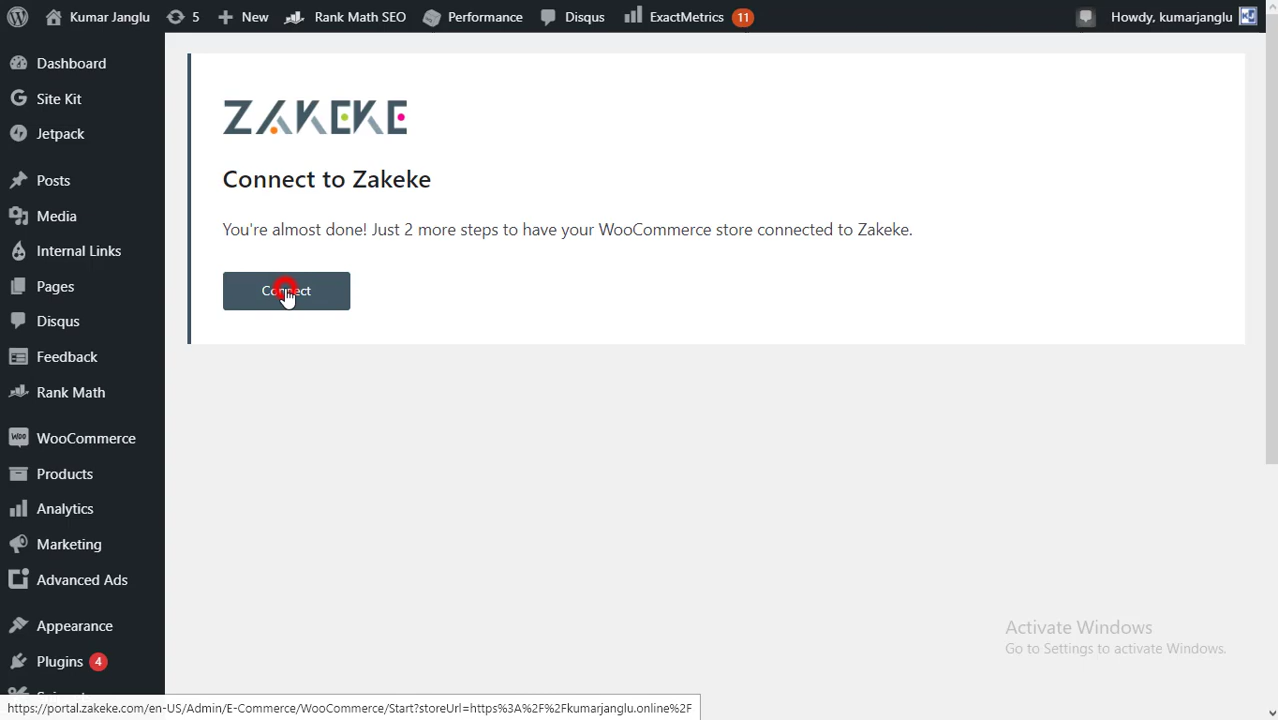 Kumar Janglu 5 New Rank Math SEO Performance Disqus ExactMetrics 11 Howdy, kumarjanglu
Dashboard
Site Kit
Jetpack
Posts
Media
Internal Links
Pages
Disqus
Feedback
Rank Math
WooCommerce
Products
Analytics
Marketing
Advanced Ads
Appearance
Plugins 4
ZAKEKE
Connect to Zakeke
You're almost done! Just 2 more steps to have your WooCommerce store connected to Zakeke.
Connect
Activate Windows
Go to Settings to activate Windows.
https://portal.zakeke.com/en-US/Admin/E-Commerce/WooCommerce/Start?storeUrl=https%3A%2F%2Fkumarjanglu.online%2F